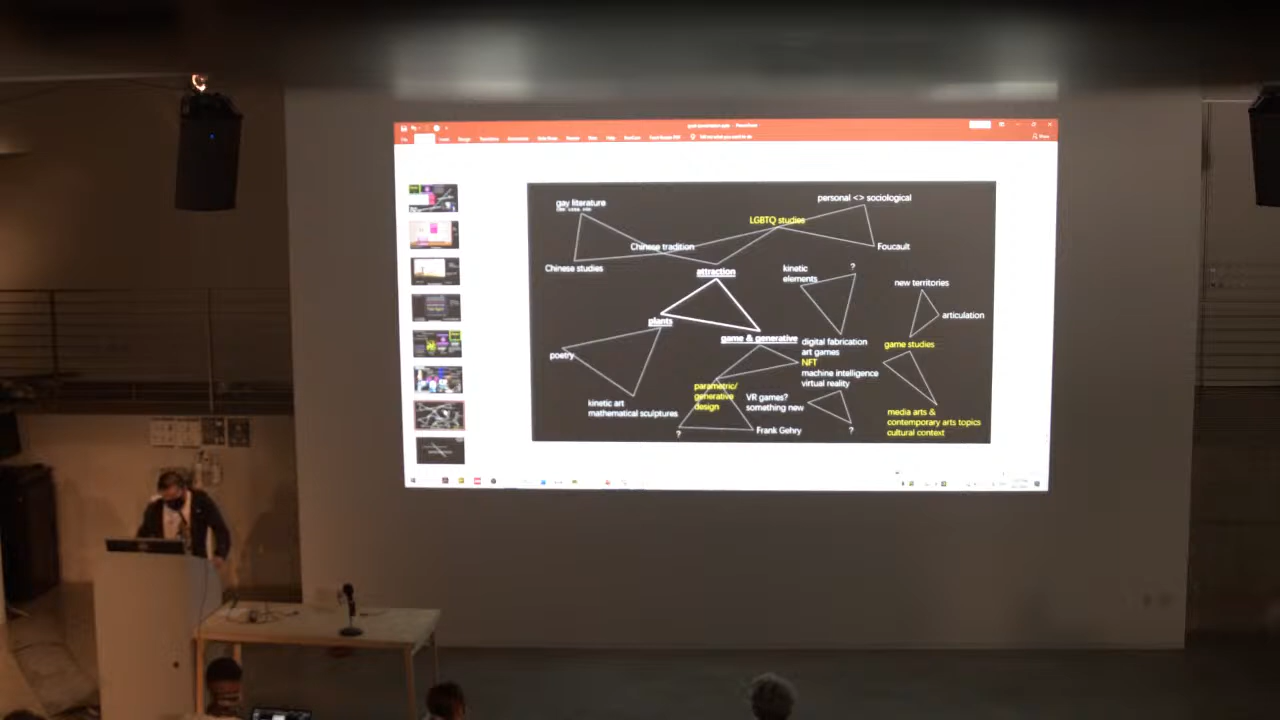 gay literature
personal <> sociological
LGBTQ studies
Chinese tradition
Foucault
Chinese studies
attraction
kinetic
elements
?
new territories
articulation
plants
game & generative
digital fabrication
art games
NFT
machine intelligence
virtual reality
game studies
poetry
parametric/
generative
design
VR games?
something new
kinetic art
mathematical sculptures
?
Frank Gehry
?
media arts &
contemporary arts topics
cultural context